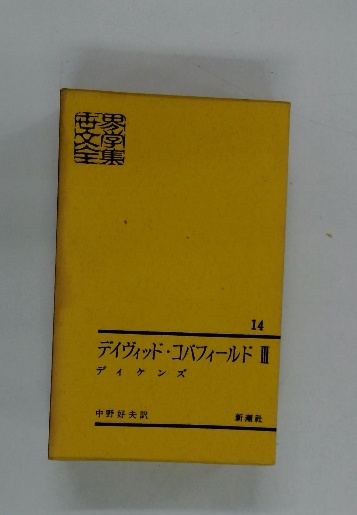 世界
文学
全集
14
デイヴィッド・コパフィールド Ⅲ
ディケンズ
中野好夫訳
新潮社